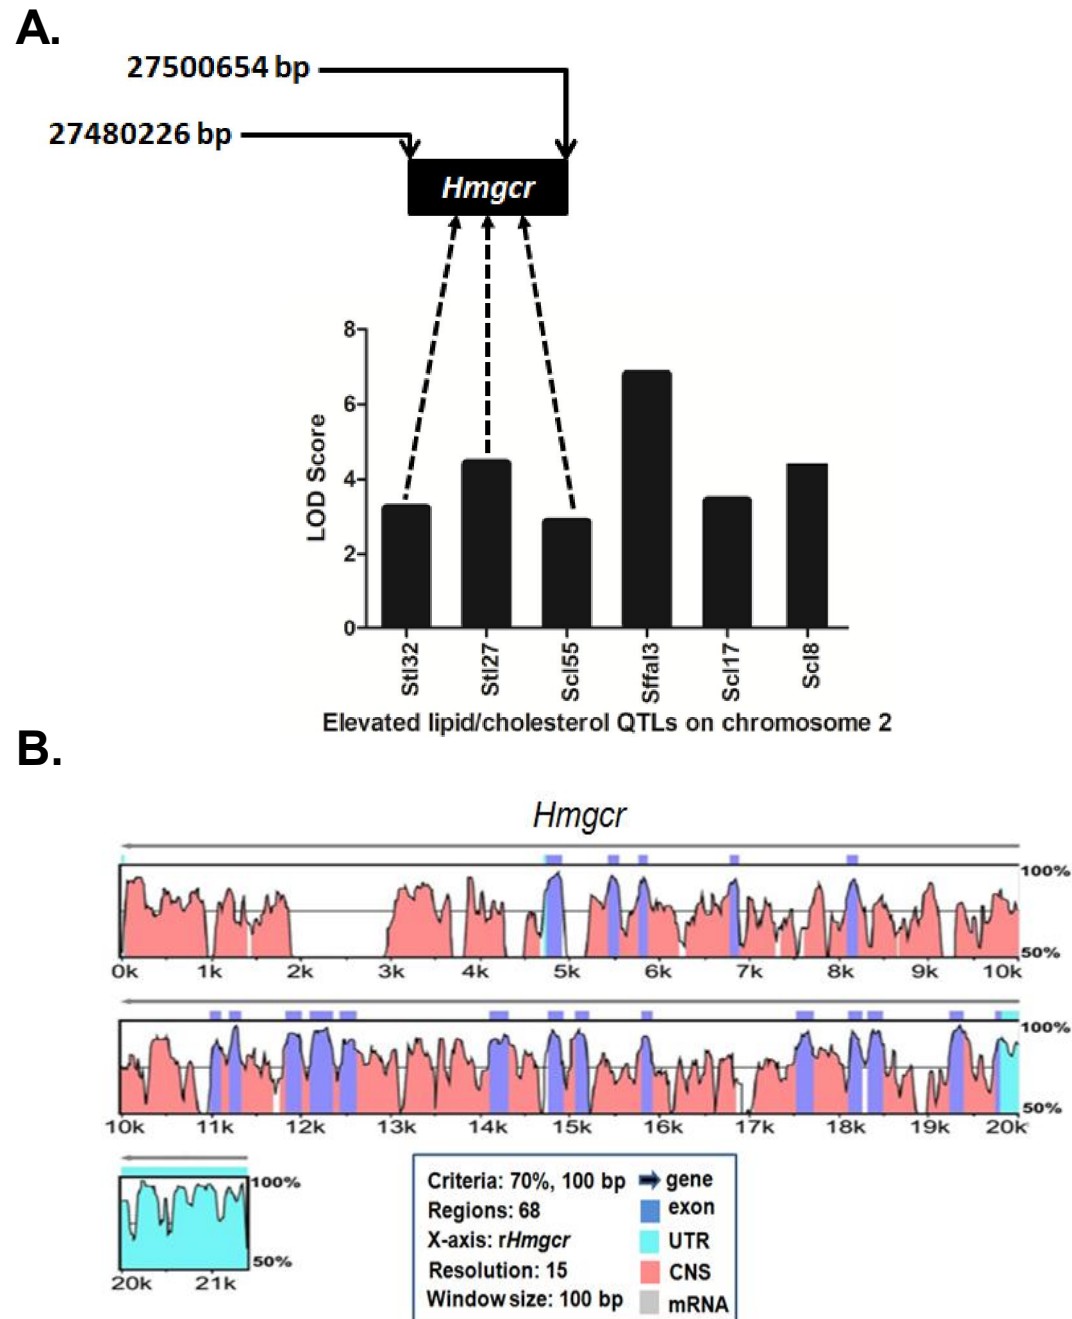 A.
27500654 bp
27480226 bp
Hmgcr
8
6
4
2
0
LOD Score
Stl32
Stl27
Scl55
Sffal3
Scl17
Scl8
Elevated lipid/cholesterol QTLs on chromosome 2
B.
Hmgcr
100%
50%
0k 1k 2k 3k 4k 5k 6k 7k 8k 9k 10k
100%
50%
10k 11k 12k 13k 14k 15k 16k 17k 18k 19k 20k
100%
50%
20k 21k
Criteria: 70%, 100 bp
Regions: 68
X-axis: rHmgcr
Resolution: 15
Window size: 100 bp
gene
exon
UTR
CNS
mRNA